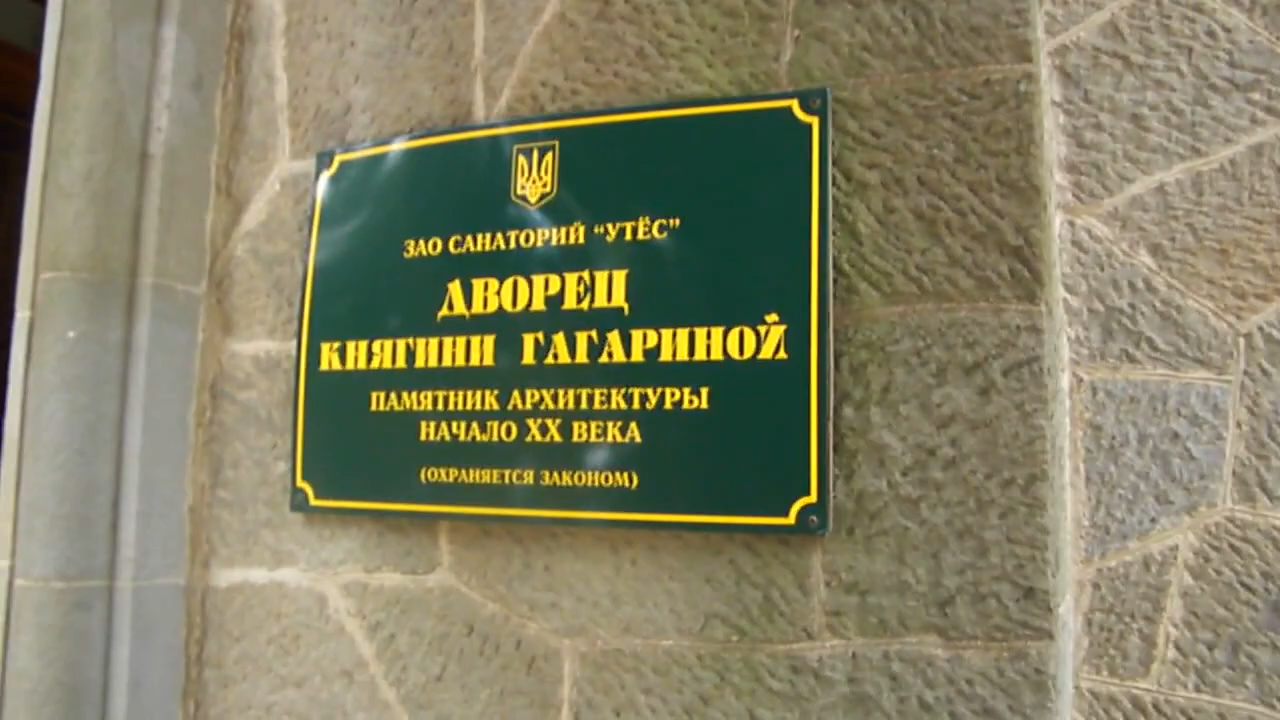 ЗАО САНАТОРИЙ "УТЁС"
ДВОРЕЦ
КНЯГИНИ ГАГАРИНОЙ
ПАМЯТНИК АРХИТЕКТУРЫ
НАЧАЛО XX ВЕКА
(ОХРАНЯЕТСЯ ЗАКОНОМ)